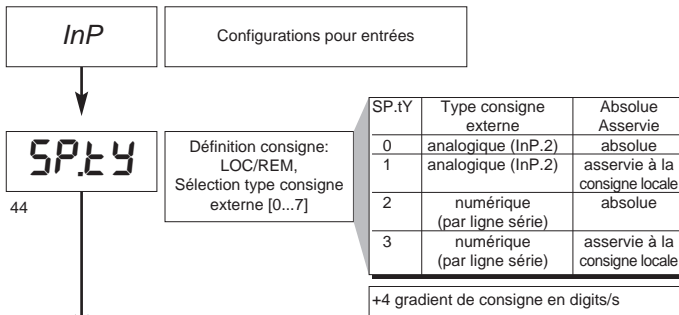 InP
Configurations pour entrées
SP.tY
44
Définition consigne:
LOC/REM,
Sélection type consigne
externe [0...7]
SP.tY Type consigne externe Absolue Asservie
0 analogique (InP.2) absolue
1 analogique (InP.2) asservie à la consigne locale
2 numérique (par ligne série) absolue
3 numérique (par ligne série) asservie à la consigne locale
+4 gradient de consigne en digits/s